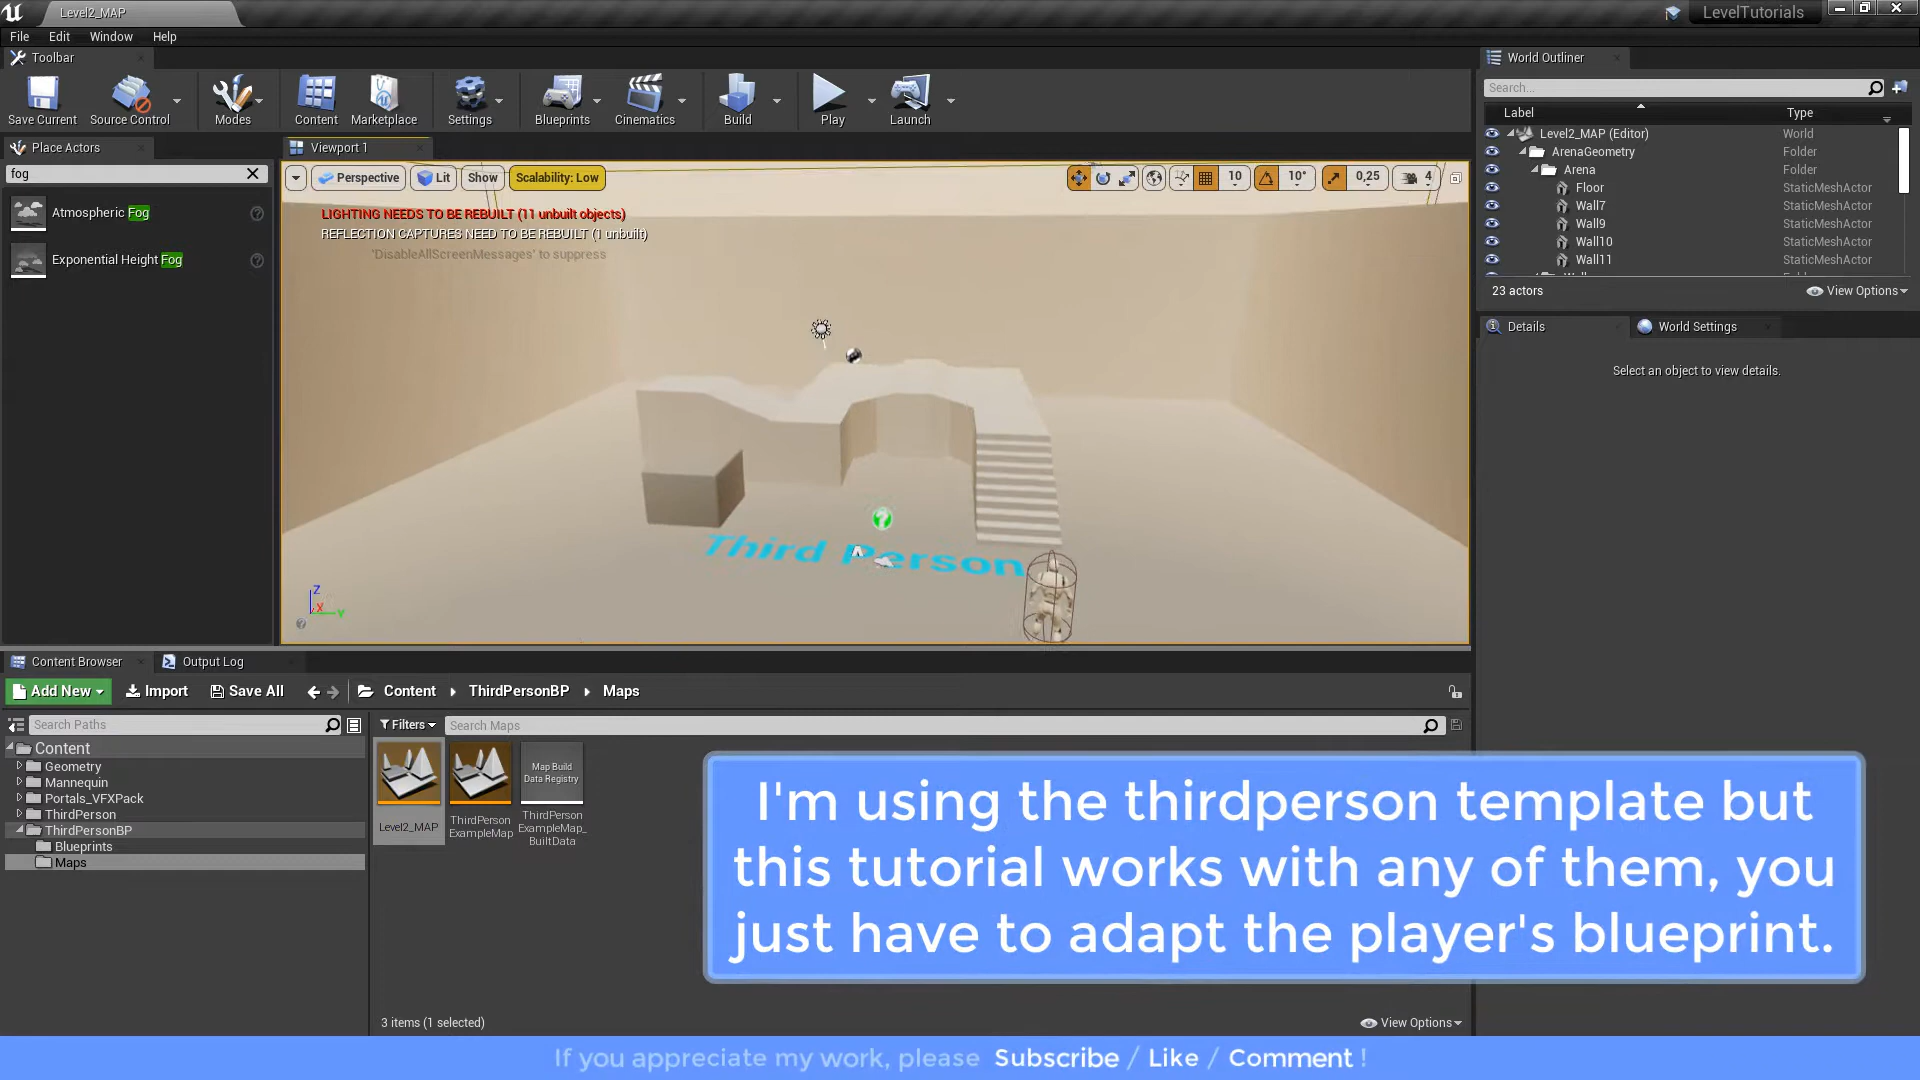 Level2_MAP
LevelTutorials
File Edit Window Help
Toolbar
Save Current Source Control Modes Content Marketplace Settings Blueprints Cinematics Build Play Launch
Place Actors
fog
Atmospheric Fog
Exponential Height Fog
Viewport 1
Perspective Lit Show Scalability: Low
10 10° 0,25 4
LIGHTING NEEDS TO BE REBUILT (11 unbuilt objects)
REFLECTION CAPTURES NEED TO BE REBUILT (1 unbuilt)
'DisableAllScreenMessages' to suppress
Third Person
Z
X Y
World Outliner
Search...
Label Type
Level2_MAP (Editor) World
ArenaGeometry Folder
Arena Folder
Floor StaticMeshActor
Wall7 StaticMeshActor
Wall9 StaticMeshActor
Wall10 StaticMeshActor
Wall11 StaticMeshActor
23 actors View Options
Details World Settings
Select an object to view details.
Content Browser Output Log
Add New Import Save All Content ThirdPersonBP Maps
Search Paths
Filters Search Maps
Content
Geometry
Mannequin
Portals_VFXPack
ThirdPerson
ThirdPersonBP
Blueprints
Maps
Level2_MAP
ThirdPerson
ExampleMap
Map Build
Data Registry
ThirdPerson
ExampleMap_
BuiltData
I'm using the thirdperson template but
this tutorial works with any of them, you
just have to adapt the player's blueprint.
3 items (1 selected) View Options
If you appreciate my work, please Subscribe / Like / Comment !